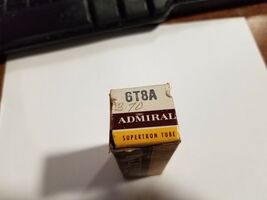 6T8A
3.70
ADMIRAL
SUPERTRON TUBE